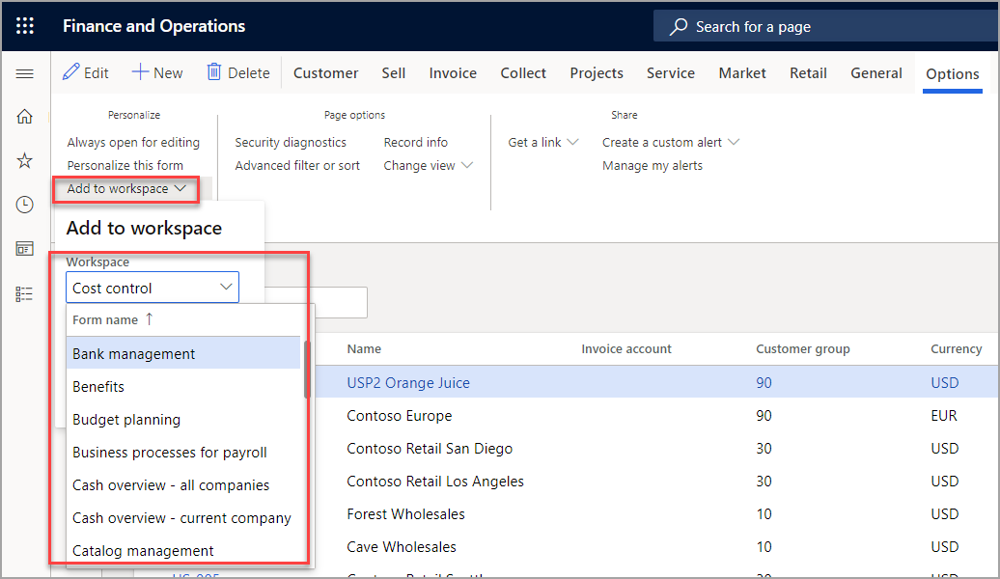 Finance and Operations
Search for a page
Edit New Delete Customer Sell Invoice Collect Projects Service Market Retail General Options
Personalize
Always open for editing
Personalize this form
Add to workspace
Page options
Security diagnostics Record info
Advanced filter or sort Change view
Share
Get a link Create a custom alert
Manage my alerts
Add to workspace
Workspace
Cost control
Form name ↑
Bank management
Benefits
Budget planning
Business processes for payroll
Cash overview - all companies
Cash overview - current company
Catalog management
Name Invoice account Customer group Currency
USP2 Orange Juice 90 USD
Contoso Europe 90 EUR
Contoso Retail San Diego 30 USD
Contoso Retail Los Angeles 30 USD
Forest Wholesales 10 USD
Cave Wholesales 10 USD